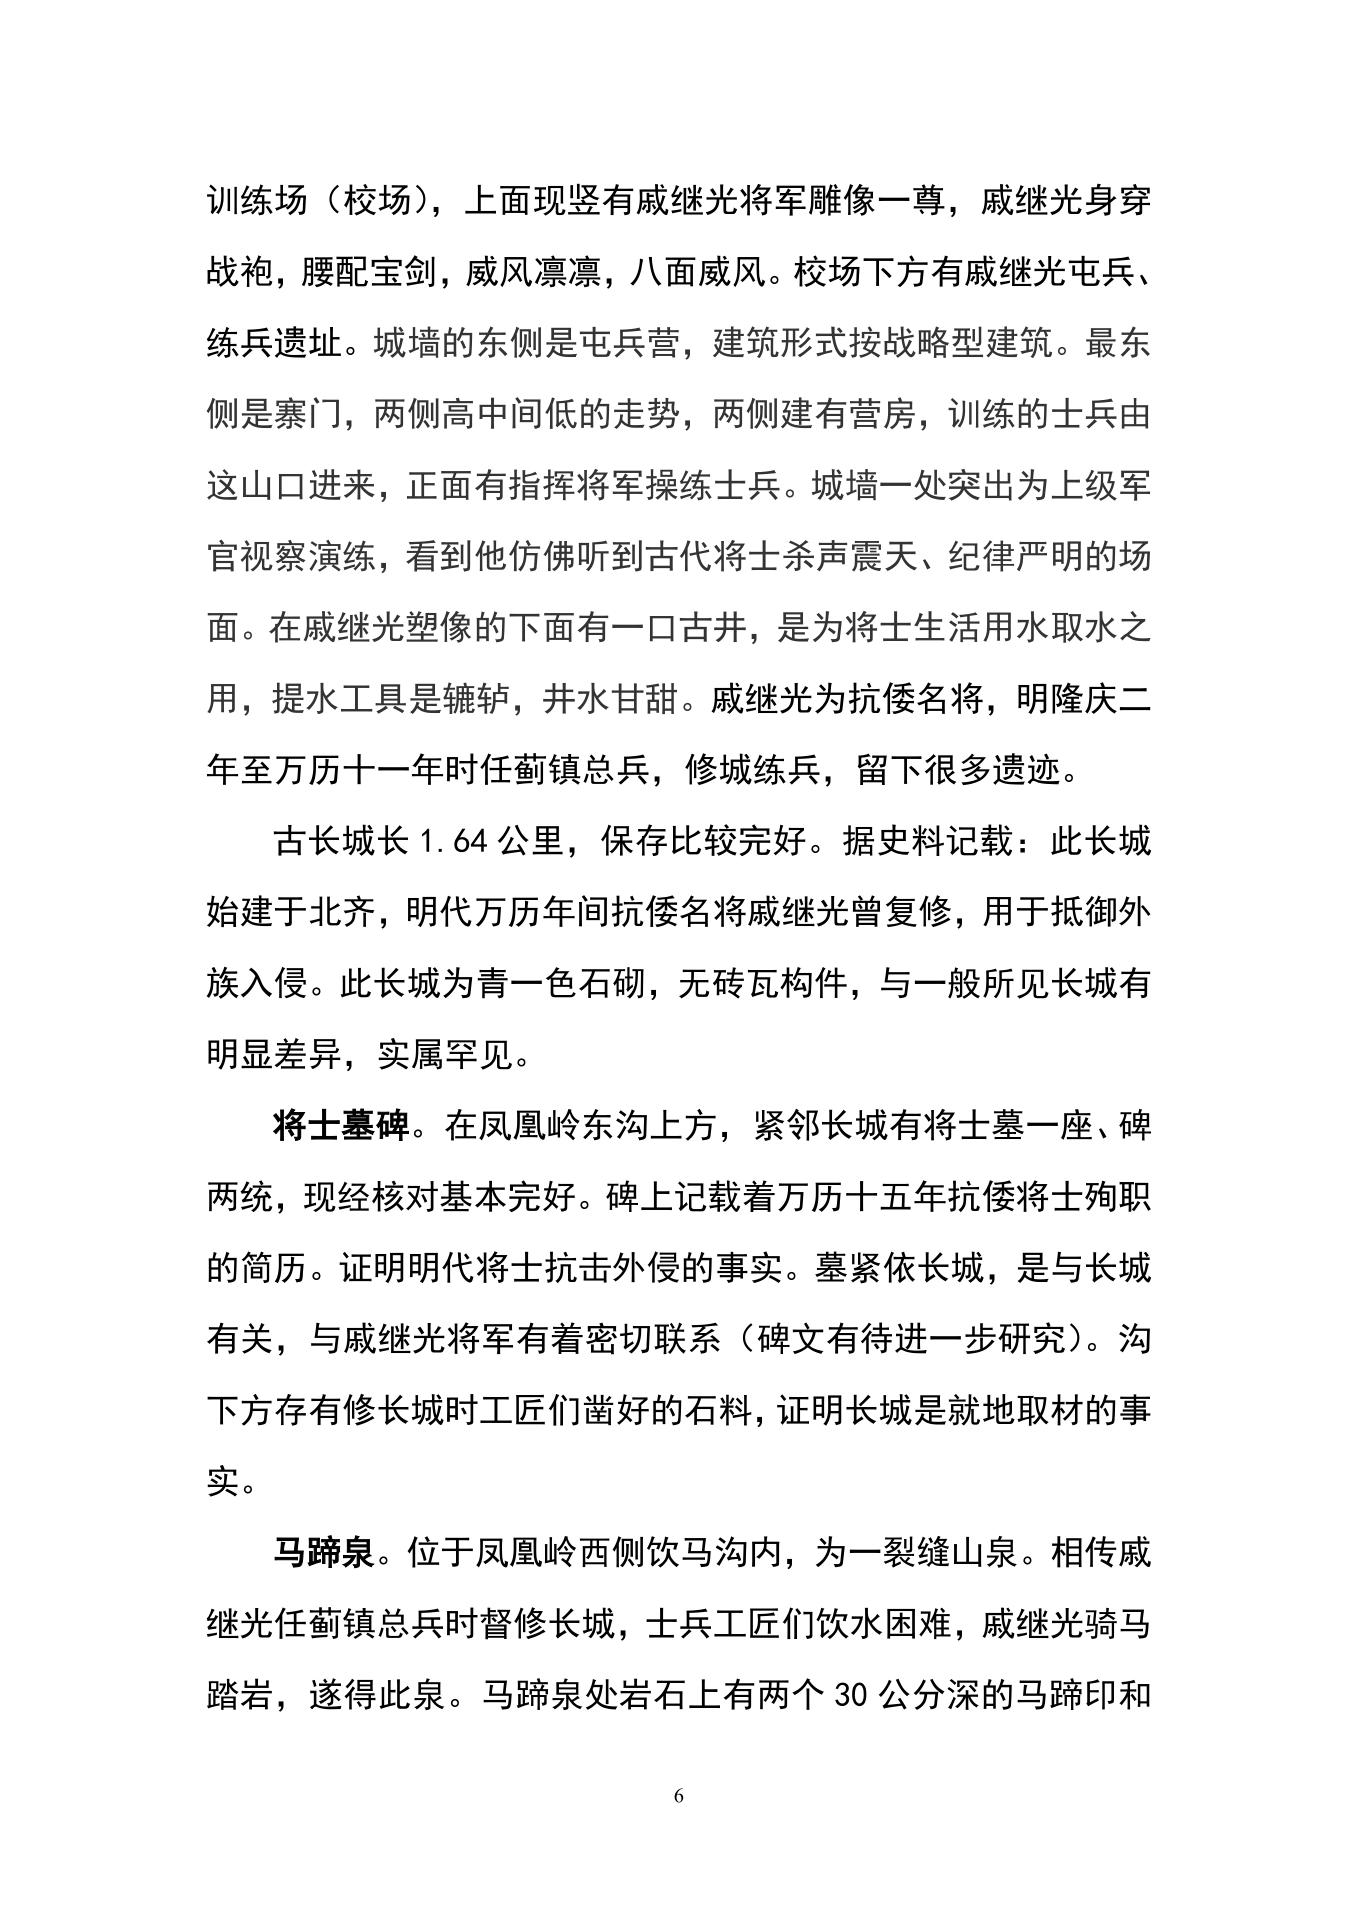 训练场（校场），上面现竖有戚继光将军雕像一尊，戚继光身穿
战袍，腰配宝剑，威风凛凛，八面威风。校场下方有戚继光屯兵、
练兵遗址。城墙的东侧是屯兵营，建筑形式按战略型建筑。最东
侧是寨门，两侧高中间低的走势，两侧建有营房，训练的士兵由
这山口进来，正面有指挥将军操练士兵。城墙一处突出为上级军
官视察演练，看到他仿佛听到古代将士杀声震天、纪律严明的场
面。在戚继光塑像的下面有一口古井，是为将士生活用水取水之
用，提水工具是辘轳，井水甘甜。戚继光为抗倭名将，明隆庆二
年至万历十一年时任蓟镇总兵，修城练兵，留下很多遗迹。
古长城长 1.64 公里，保存比较完好。据史料记载：此长城
始建于北齐，明代万历年间抗倭名将戚继光曾复修，用于抵御外
族入侵。此长城为青一色石砌，无砖瓦构件，与一般所见长城有
明显差异，实属罕见。
将士墓碑。在凤凰岭东沟上方，紧邻长城有将士墓一座、碑
两统，现经核对基本完好。碑上记载着万历十五年抗倭将士殉职
的简历。证明明代将士抗击外侵的事实。墓紧依长城，是与长城
有关，与戚继光将军有着密切联系（碑文有待进一步研究）。沟
下方存有修长城时工匠们凿好的石料，证明长城是就地取材的事
实。
马蹄泉。位于凤凰岭西侧饮马沟内，为一裂缝山泉。相传戚
继光任蓟镇总兵时督修长城，士兵工匠们饮水困难，戚继光骑马
踏岩，遂得此泉。马蹄泉处岩石上有两个 30 公分深的马蹄印和
6